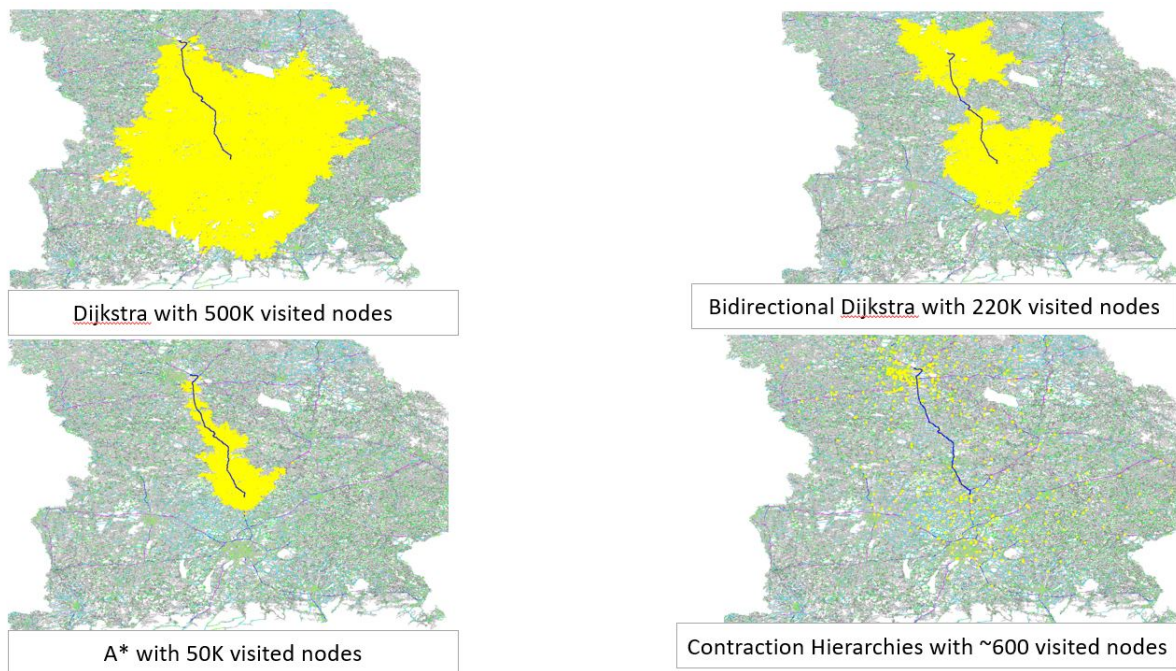 Dijkstra with 500K visited nodes
Bidirectional Dijkstra with 220K visited nodes
A* with 50K visited nodes
Contraction Hierarchies with ~600 visited nodes